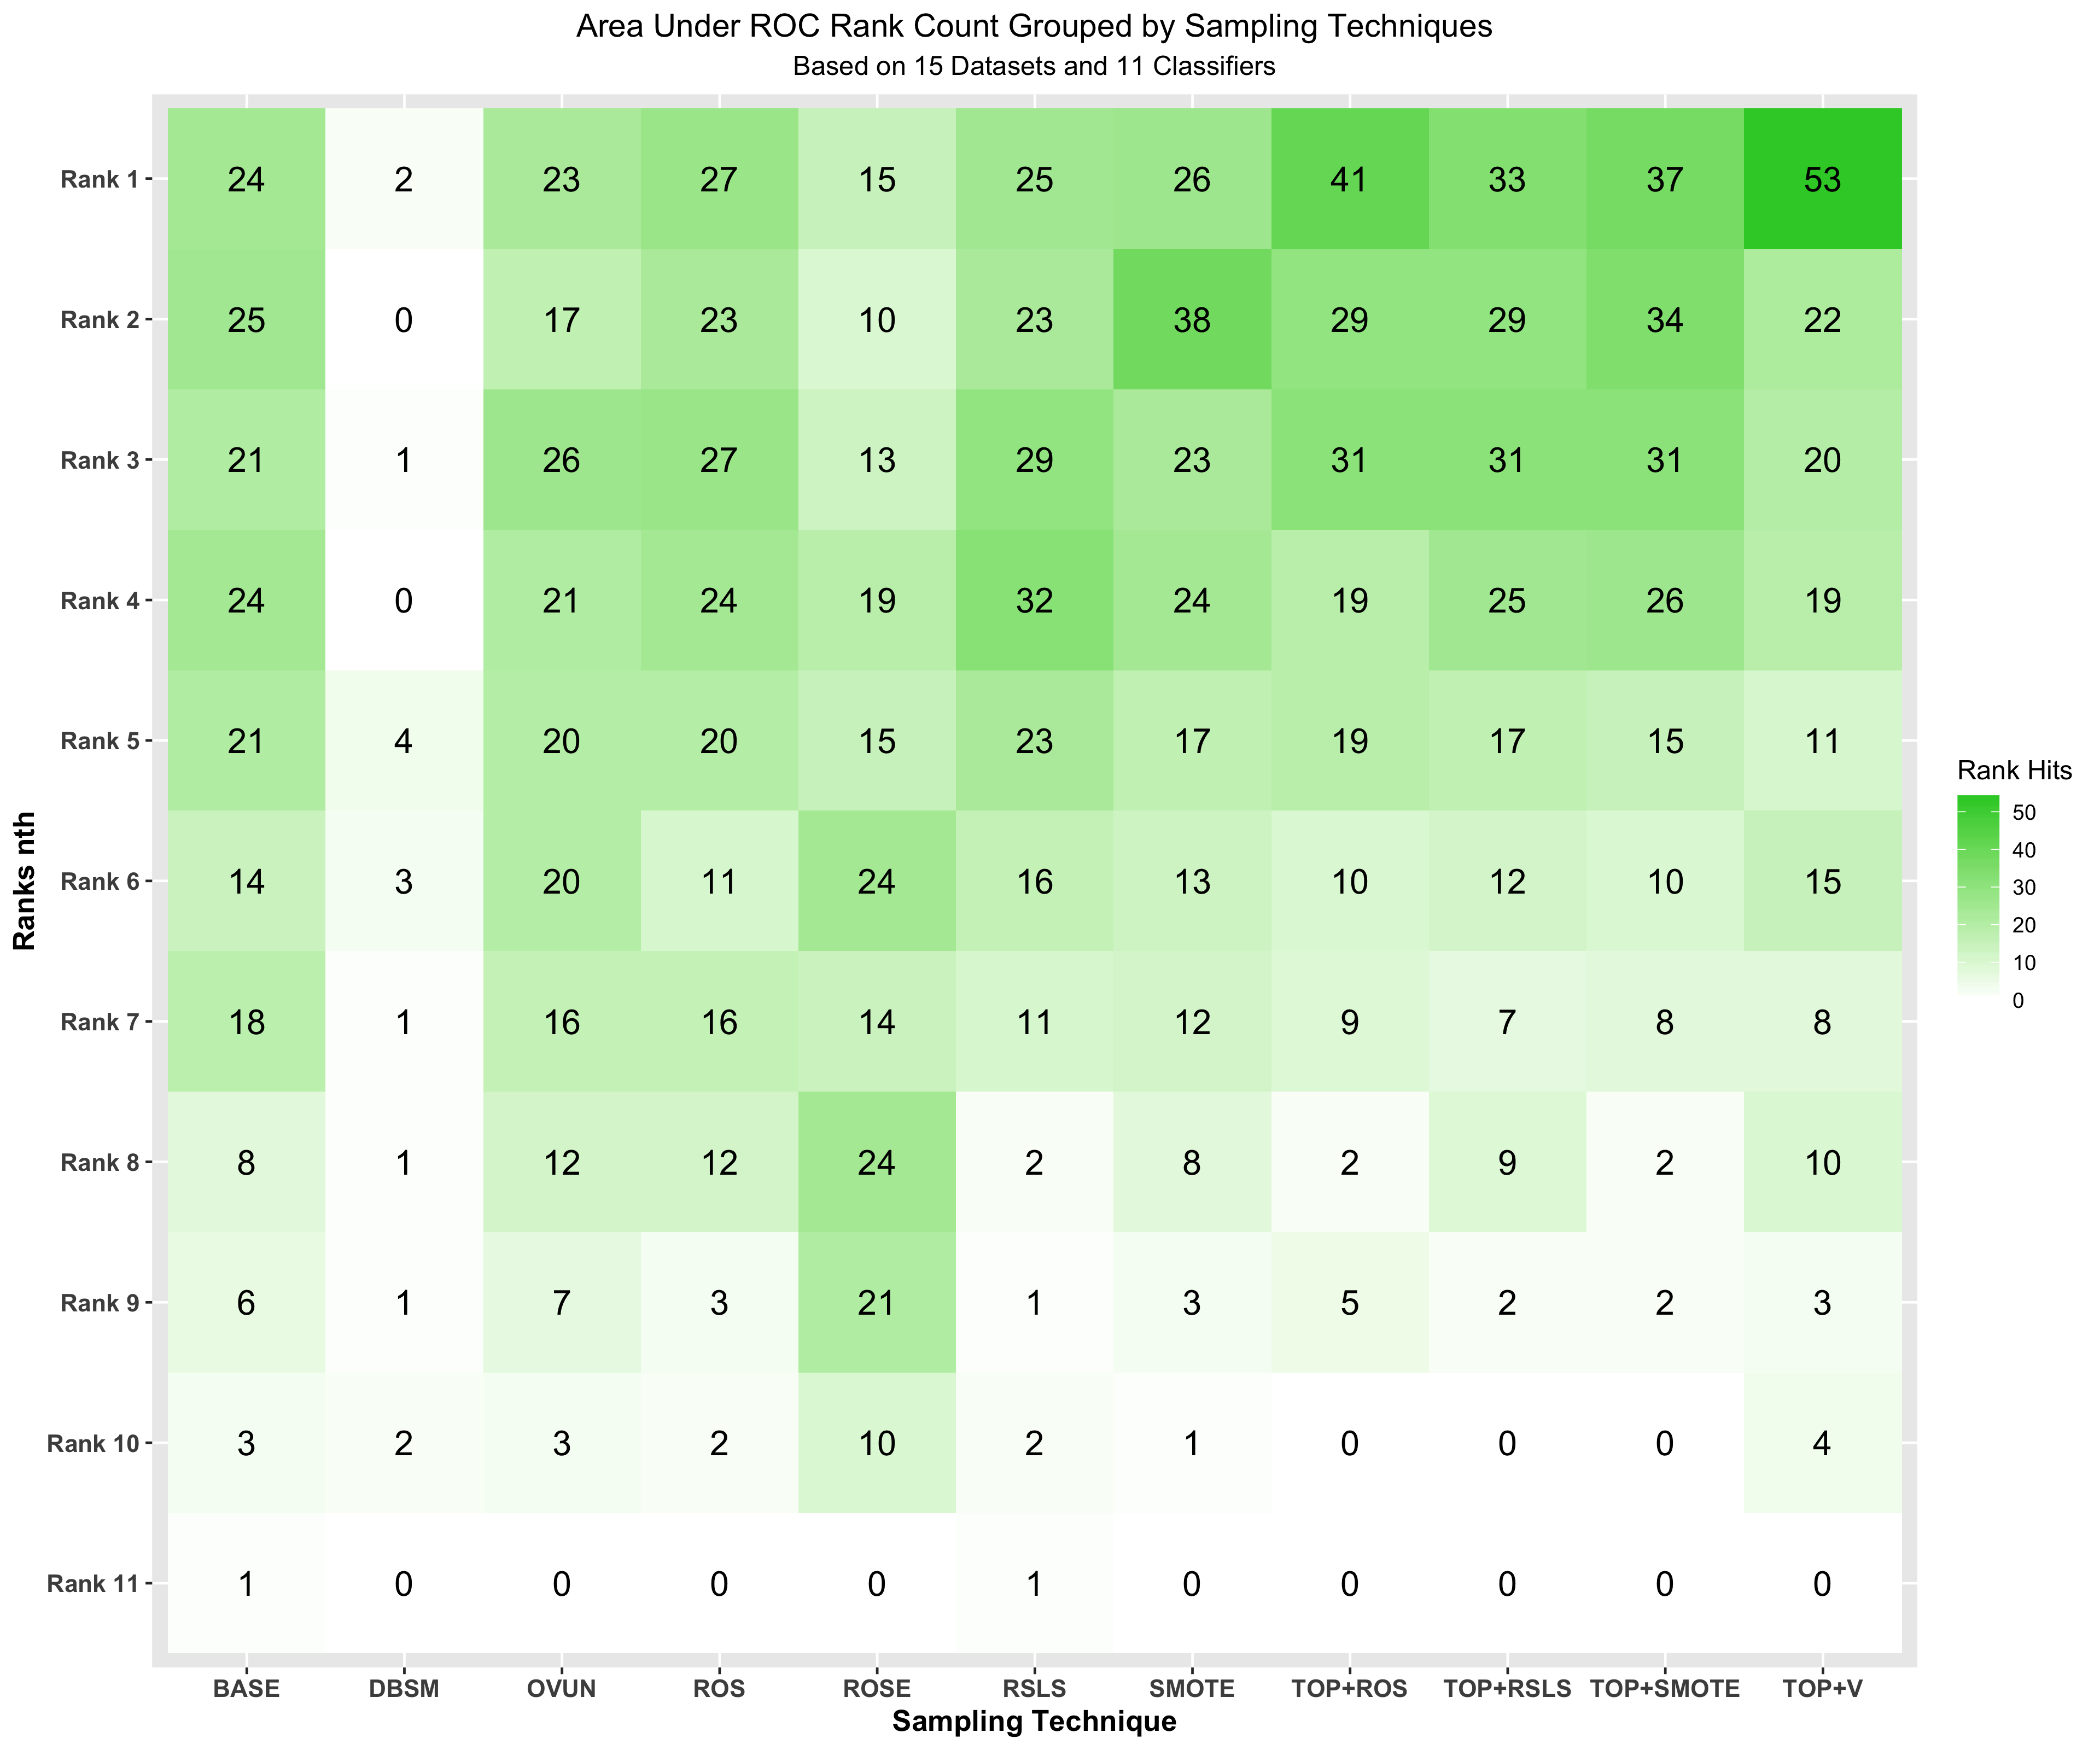 Area Under ROC Rank Count Grouped by Sampling Techniques
Based on 15 Datasets and 11 Classifiers
Ranks nth
Rank 1 24 2 23 27 15 25 26 41 33 37 53
Rank 2 25 0 17 23 10 23 38 29 29 34 22
Rank 3 21 1 26 27 13 29 23 31 31 31 20
Rank 4 24 0 21 24 19 32 24 19 25 26 19
Rank 5 21 4 20 20 15 23 17 19 17 15 11
Rank 6 14 3 20 11 24 16 13 10 12 10 15
Rank 7 18 1 16 16 14 11 12 9 7 8 8
Rank 8 8 1 12 12 24 2 8 2 9 2 10
Rank 9 6 1 7 3 21 1 3 5 2 2 3
Rank 10 3 2 3 2 10 2 1 0 0 0 4
Rank 11 1 0 0 0 0 1 0 0 0 0 0
BASE DBSM OVUN ROS ROSE RSLS SMOTE TOP+ROS TOP+RSLS TOP+SMOTE TOP+V
Sampling Technique
Rank Hits
50
40
30
20
10
0